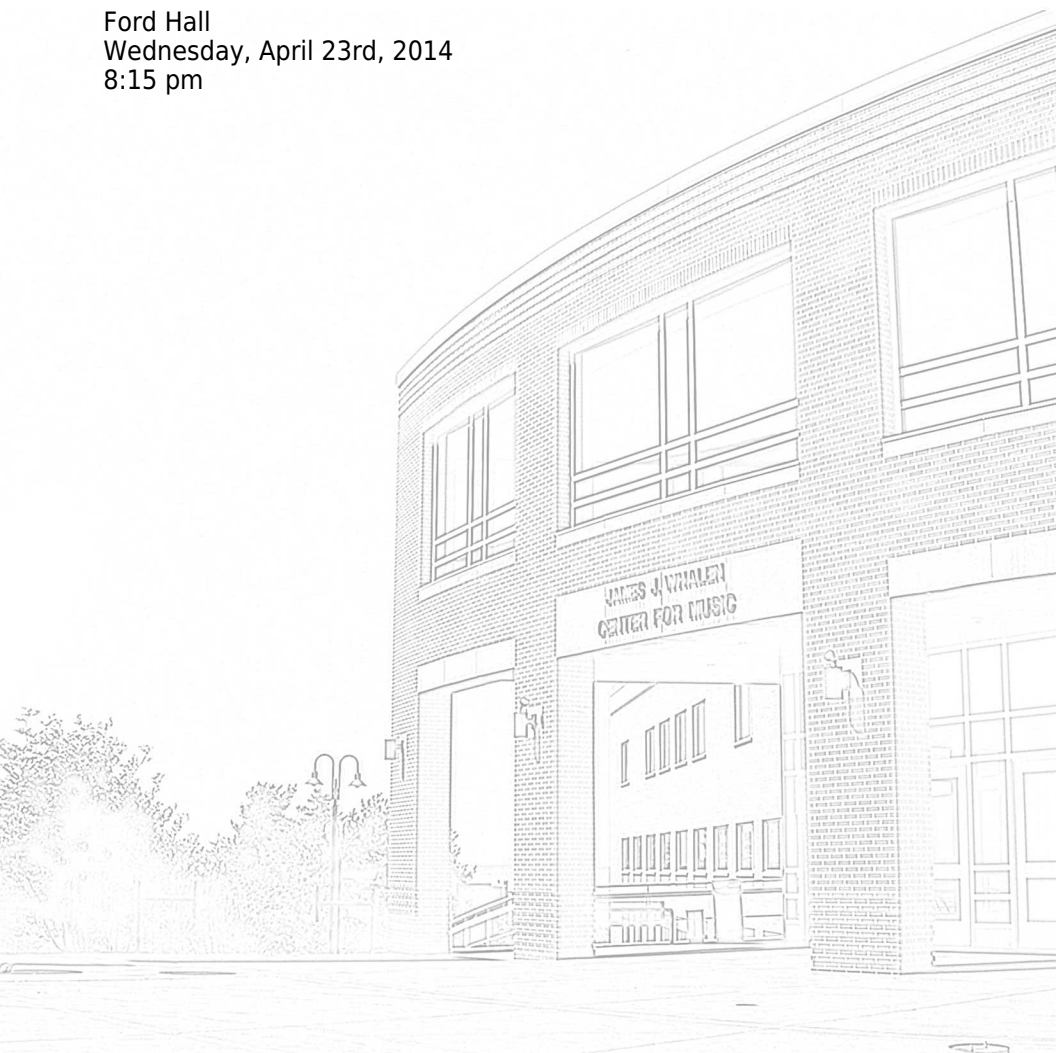 Ford Hall
Wednesday, April 23rd, 2014
8:15 pm
JAMES J. WHALEN
CENTER FOR MUSIC